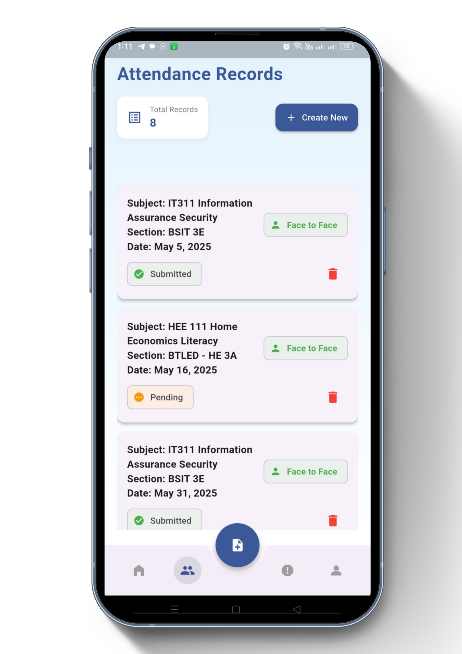 1:11
Attendance Records
Total Records
8
+ Create New
Subject: IT311 Information
Assurance Security
Section: BSIT 3E
Date: May 5, 2025
Face to Face
Submitted
Subject: HEE 111 Home
Economics Literacy
Section: BTLED - HE 3A
Date: May 16, 2025
Face to Face
Pending
Subject: IT311 Information
Assurance Security
Section: BSIT 3E
Date: May 31, 2025
Face to Face
Submitted